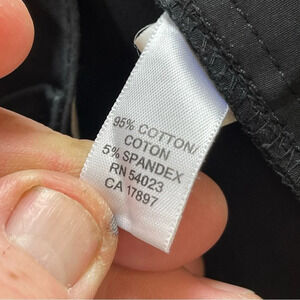 95% COTTON/
COTON
5% SPANDEX
RN 54023
CA 17897